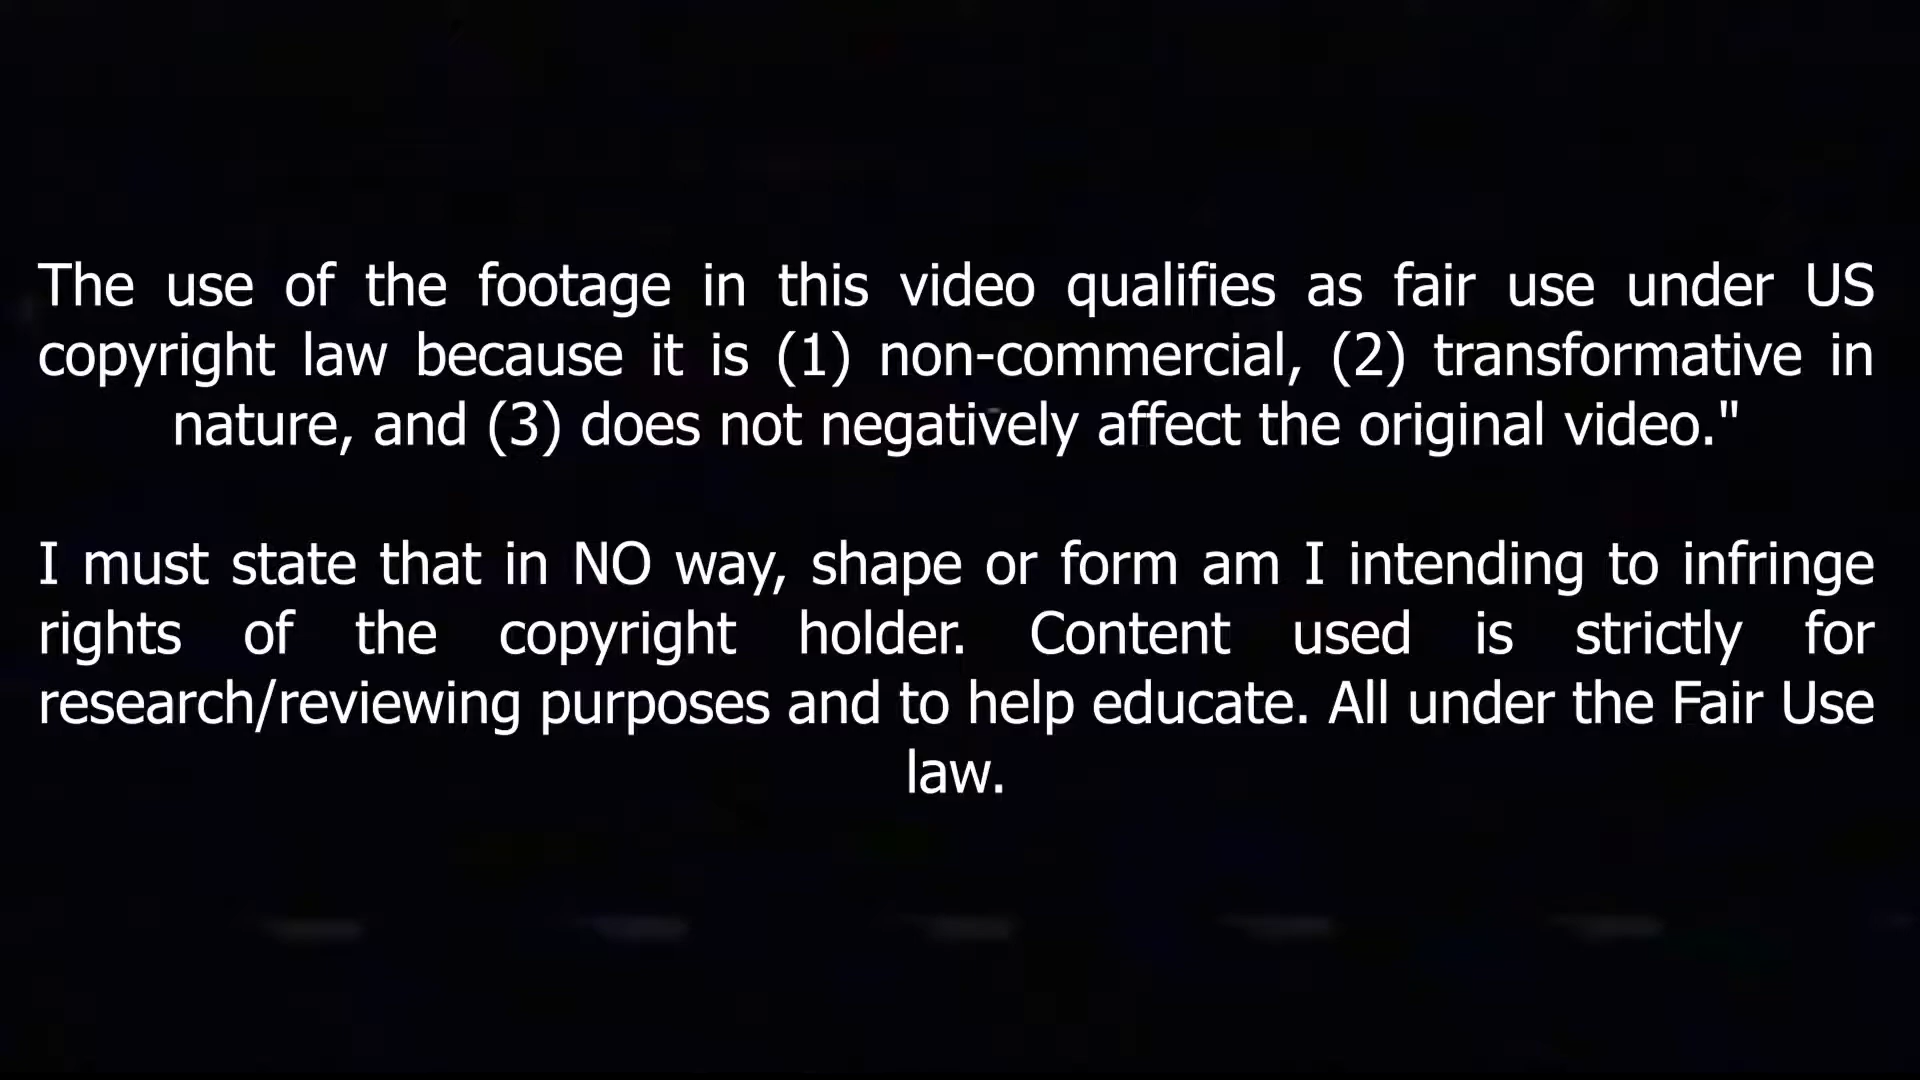 The use of the footage in this video qualifies as fair use under US
copyright law because it is (1) non-commercial, (2) transformative in
nature, and (3) does not negatively affect the original video."
I must state that in NO way, shape or form am I intending to infringe
rights of the copyright holder. Content used is strictly for
research/reviewing purposes and to help educate. All under the Fair Use
law.